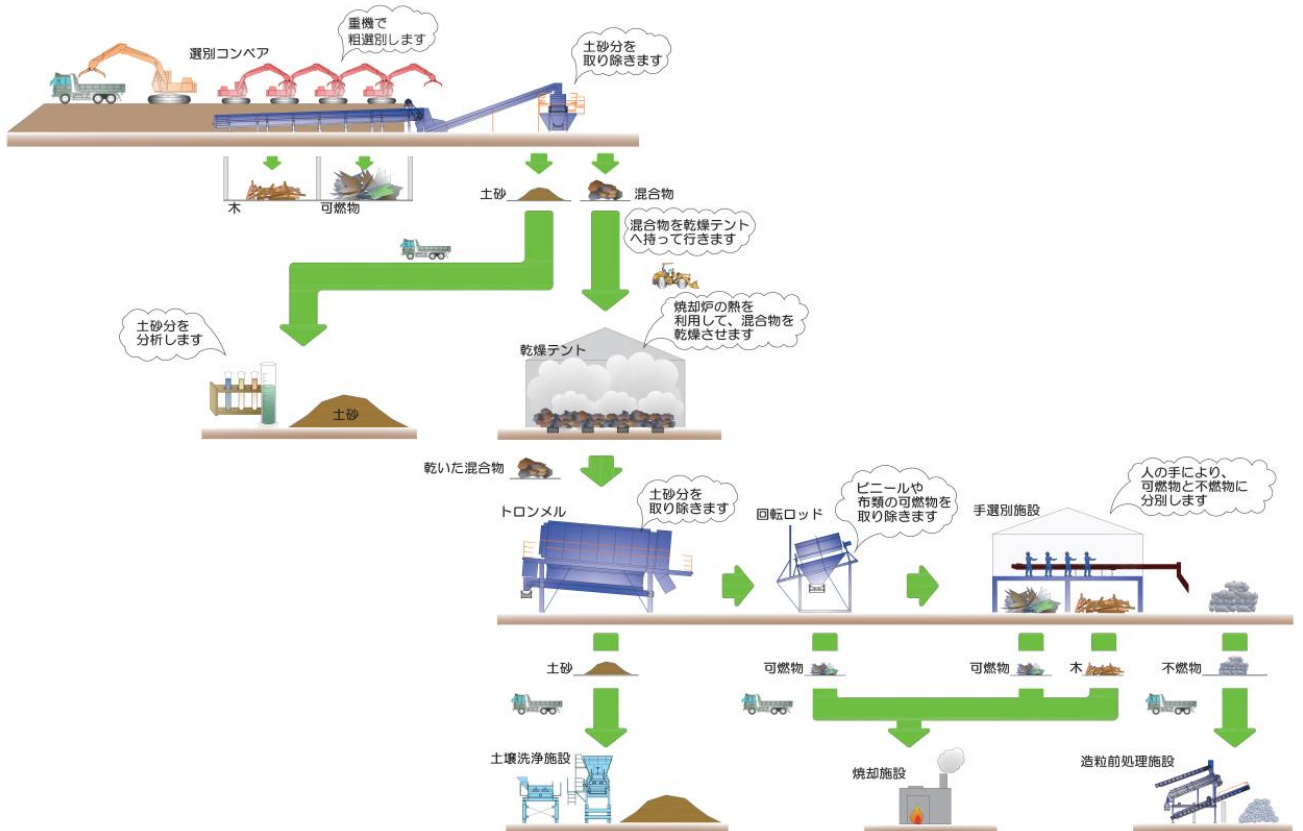 選別コンベア
重機で
粗選別します
土砂分を
取り除きます
木
可燃物
土砂
混合物
混合物を乾燥テント
へ持って行きます
土砂分を
分析します
土砂
乾燥テント
焼却炉の熱を
利用して、混合物を
乾燥させます
乾いた混合物
トロンメル
土砂分を
取り除きます
回転ロッド
ビニールや
布類の可燃物を
取り除きます
手選別施設
人の手により、
可燃物と不燃物に
分別します
土砂
可燃物
可燃物
木
不燃物
土壌洗浄施設
焼却施設
造粒前処理施設